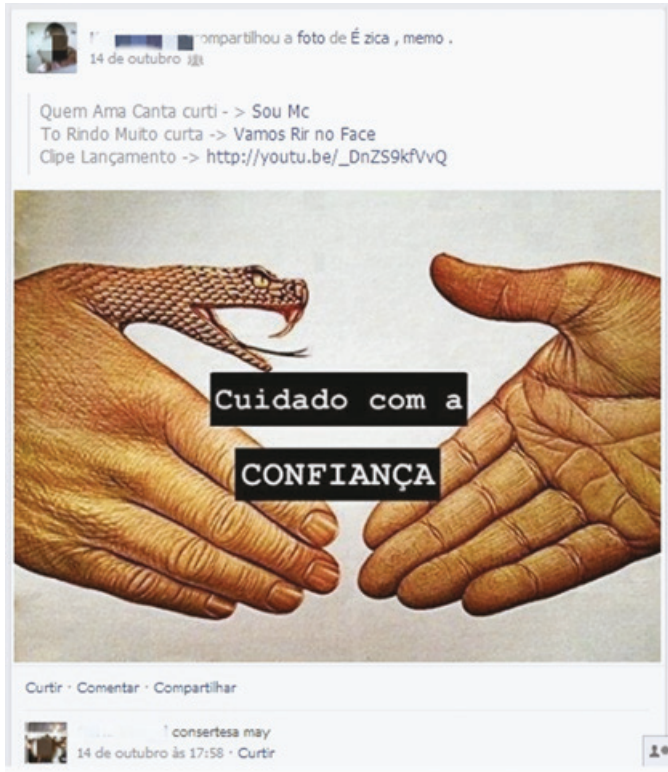 compartilhou a foto de É zica , memo .
14 de outubro
Quem Ama Canta curti - > Sou Mc
To Rindo Muito curta -> Vamos Rir no Face
Clipe Lançamento -> http://youtu.be/_DnZS9kfVvQ
Cuidado com a
CONFIANÇA
Curtir · Comentar · Compartilhar
consertesa may
14 de outubro às 17:58 · Curtir